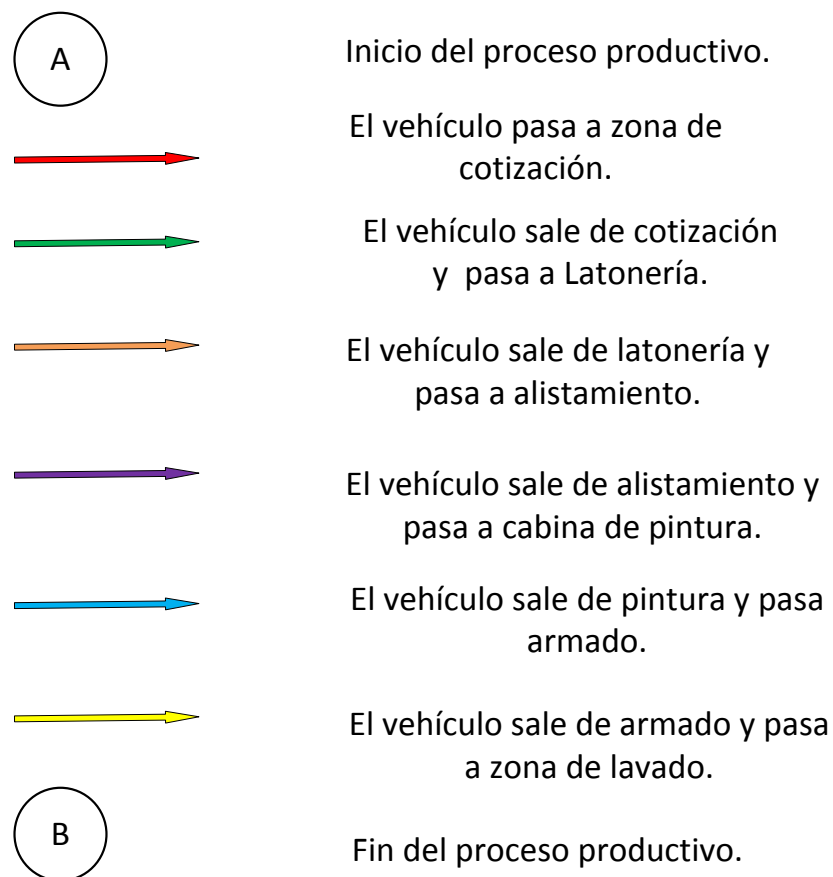 A
Inicio del proceso productivo.
El vehículo pasa a zona de
cotización.
El vehículo sale de cotización
y pasa a Latonería.
El vehículo sale de latonería y
pasa a alistamiento.
El vehículo sale de alistamiento y
pasa a cabina de pintura.
El vehículo sale de pintura y pasa
armado.
El vehículo sale de armado y pasa
a zona de lavado.
B
Fin del proceso productivo.